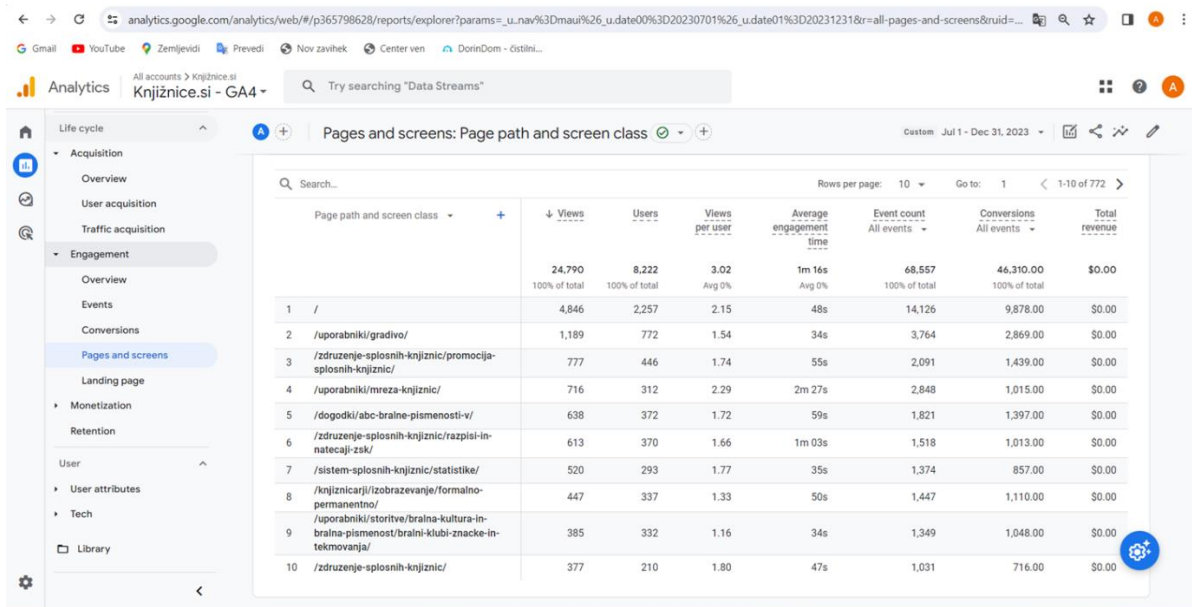 analytics.google.com/analytics/web/#/p365798628/reports/explorer?params=_u..nav%3Dmaui%26_u.date00%3D20230701%26_u.date01%3D20231231&r=all-pages-and-screens&ruid=...
Gmail YouTube Zemljevidi Prevedi Nov zavihek Center ven DorinDom - čistilni...
Analytics
All accounts > Knjižnice.si
Knjižnice.si - GA4
Try searching "Data Streams"
A
Life cycle
Acquisition
Overview
User acquisition
Traffic acquisition
Engagement
Overview
Events
Conversions
Pages and screens
Landing page
Monetization
Retention
User
User attributes
Tech
Library
A
Pages and screens: Page path and screen class
Custom Jul 1 - Dec 31, 2023
Search...
Rows per page: 10 Go to: 1 < 1-10 of 772 >
Page path and screen class + ↓ Views Users Views per user Average engagement time Event count All events Conversions All events Total revenue
24,790 8,222 3.02 1m 16s 68,557 46,310.00 $0.00
100% of total 100% of total Avg 0% Avg 0% 100% of total 100% of total
1 / 4,846 2,257 2.15 48s 14,126 9,878.00 $0.00
2 /uporabniki/gradivo/ 1,189 772 1.54 34s 3,764 2,869.00 $0.00
3 /zdruzenje-splosnih-knjiznic/promocija-
splosnih-knjiznic/ 777 446 1.74 55s 2,091 1,439.00 $0.00
4 /uporabniki/mreza-knjiznic/ 716 312 2.29 2m 27s 2,848 1,015.00 $0.00
5 /dogodki/abc-bralne-pismenosti-v/ 638 372 1.72 59s 1,821 1,397.00 $0.00
6 /zdruzenje-splosnih-knjiznic/razpisi-in-
natecaji-zsk/ 613 370 1.66 1m 03s 1,518 1,013.00 $0.00
7 /sistem-splosnih-knjiznic/statistike/ 520 293 1.77 35s 1,374 857.00 $0.00
8 /knjiznicarji/izobrazevanje/formalno-
permanentno/ 447 337 1.33 50s 1,447 1,110.00 $0.00
9 /uporabniki/storitve/bralna-kultura-in-
bralna-pismenost/bralni-klubi-znacke-in-
tekmovanja/ 385 332 1.16 34s 1,349 1,048.00 $0.00
10 /zdruzenje-splosnih-knjiznic/ 377 210 1.80 47s 1,031 716.00 $0.00